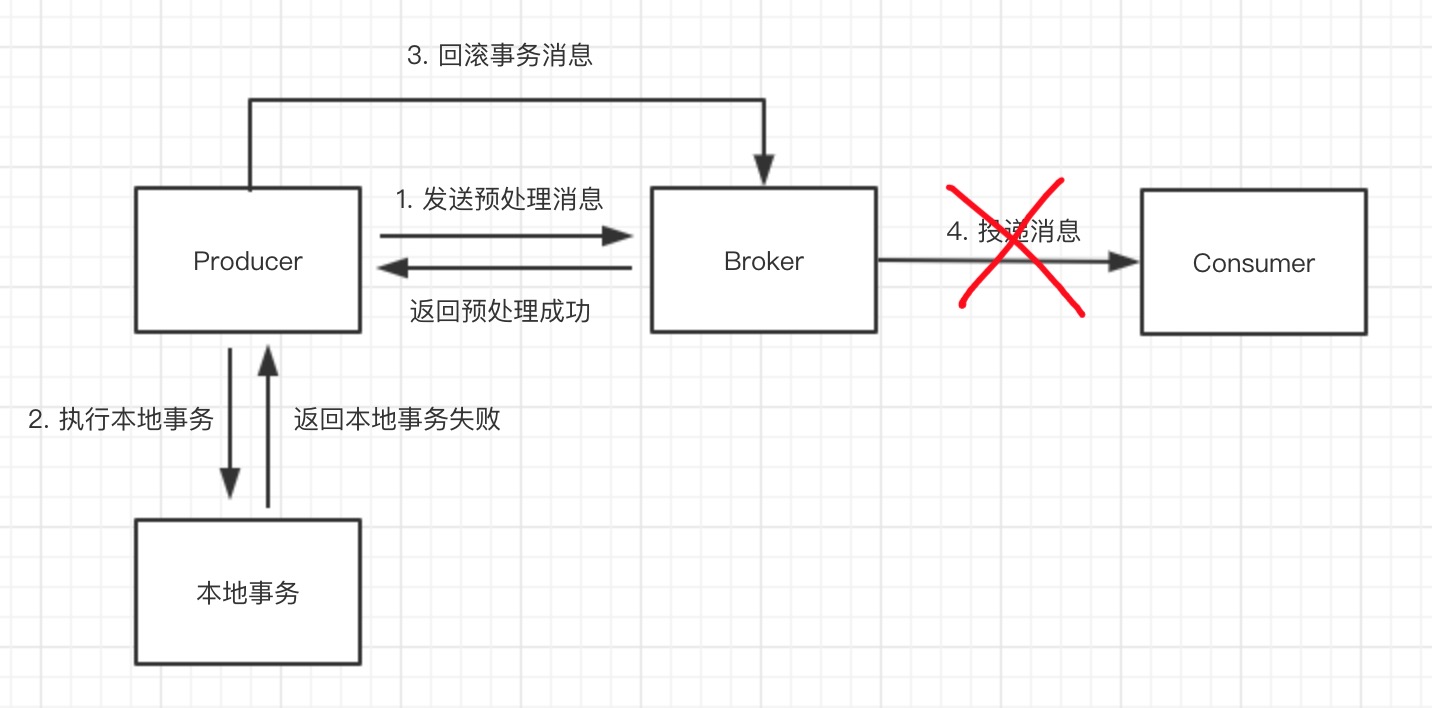 3. 回滚事务消息
1. 发送预处理消息
Producer
Broker
4. 投递消息
Consumer
返回预处理成功
2. 执行本地事务
返回本地事务失败
本地事务